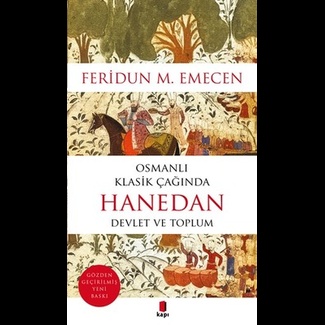 FERİDUN M. EMECEN
OSMANLI
KLASİK ÇAĞINDA
HANEDAN
DEVLET VE TOPLUM
GÖZDEN
GEÇİRİLMİŞ
YENİ
BASKI
kapı